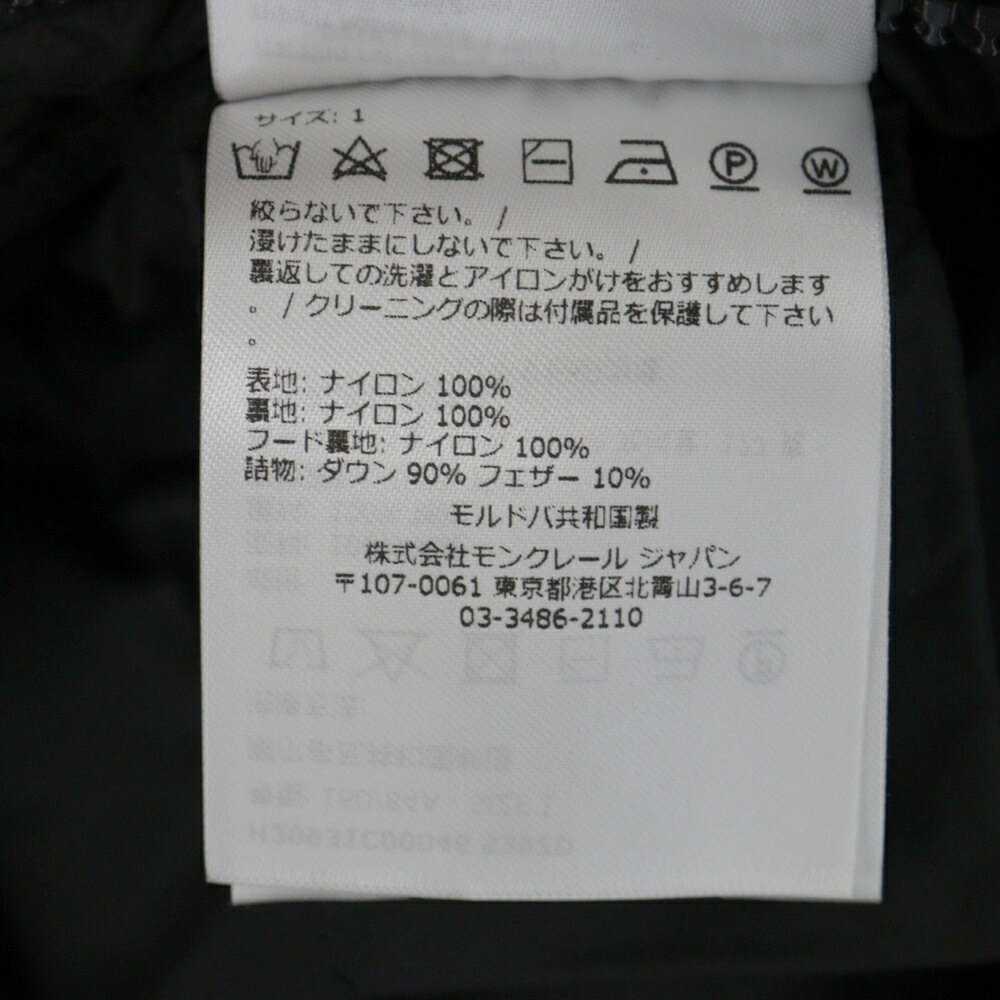 サイズ: 1
P W
絞らないで下さい。 /
浸けたままにしないで下さい。 /
裏返しての洗濯とアイロンがけをおすすめします
。 / クリーニングの際は付属品を保護して下さい
。
表地: ナイロン 100%
裏地: ナイロン 100%
フード裏地: ナイロン 100%
詰物: ダウン 90% フェザー 10%
モルドバ共和国製
株式会社モンクレール ジャパン
〒107-0061 東京都港区北青山3-6-7
03-3486-2110